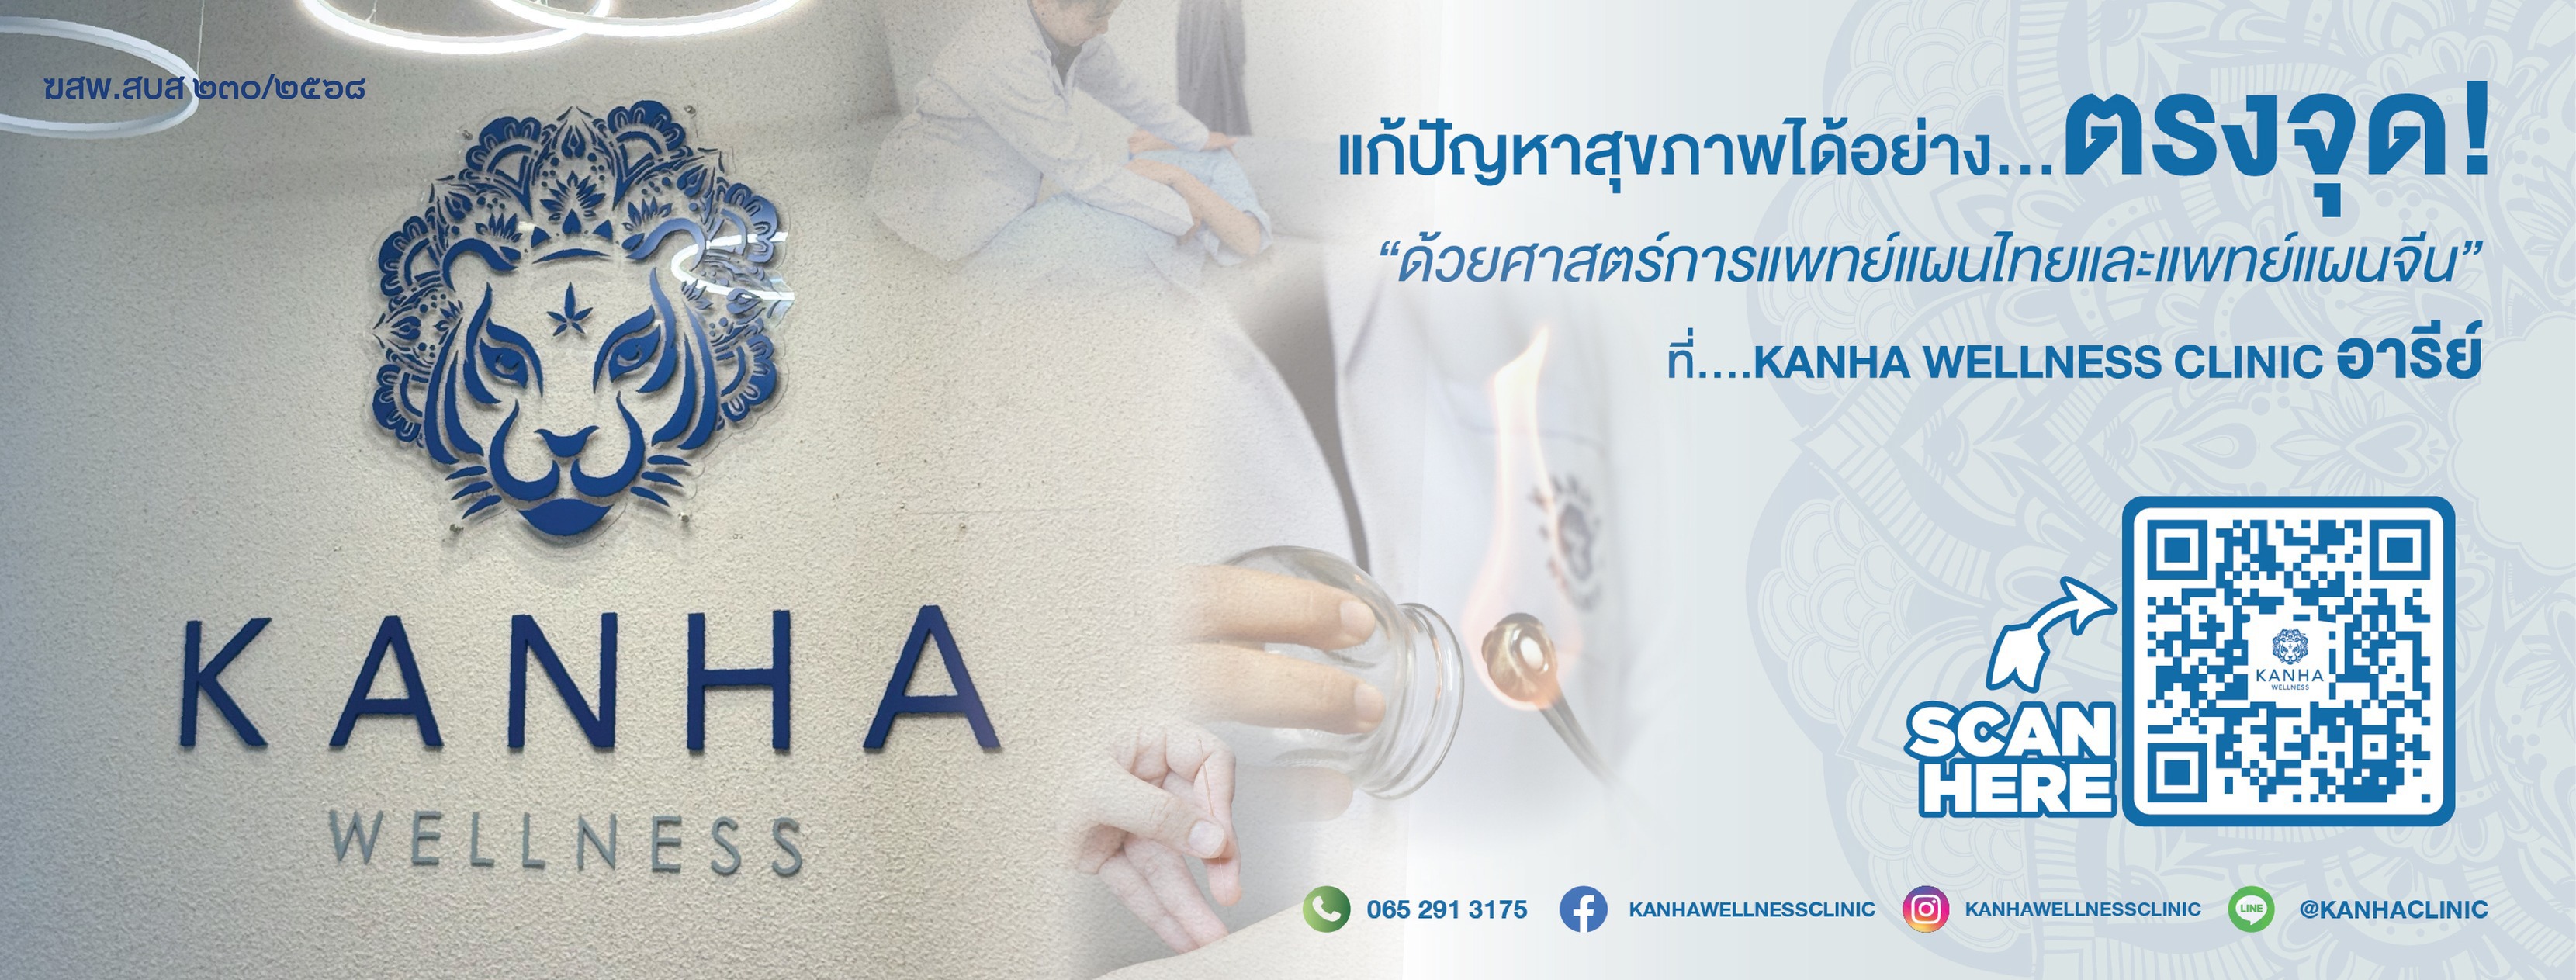 ฆสพ.สบส ๒๓๐/๒๕๖๘
KANHA
WELLNESS
แก้ปัญหาสุขภาพได้อย่าง...ตรงจุด!
“ด้วยศาสตร์การแพทย์แผนไทยและแพทย์แผนจีน”
ที่....KANHA WELLNESS CLINIC อารีย์
SCAN
HERE
KANHA
WELLNESS
065 291 3175 KANHAWELLNESSCLINIC KANHAWELLNESSCLINIC LINE @KANHACLINIC